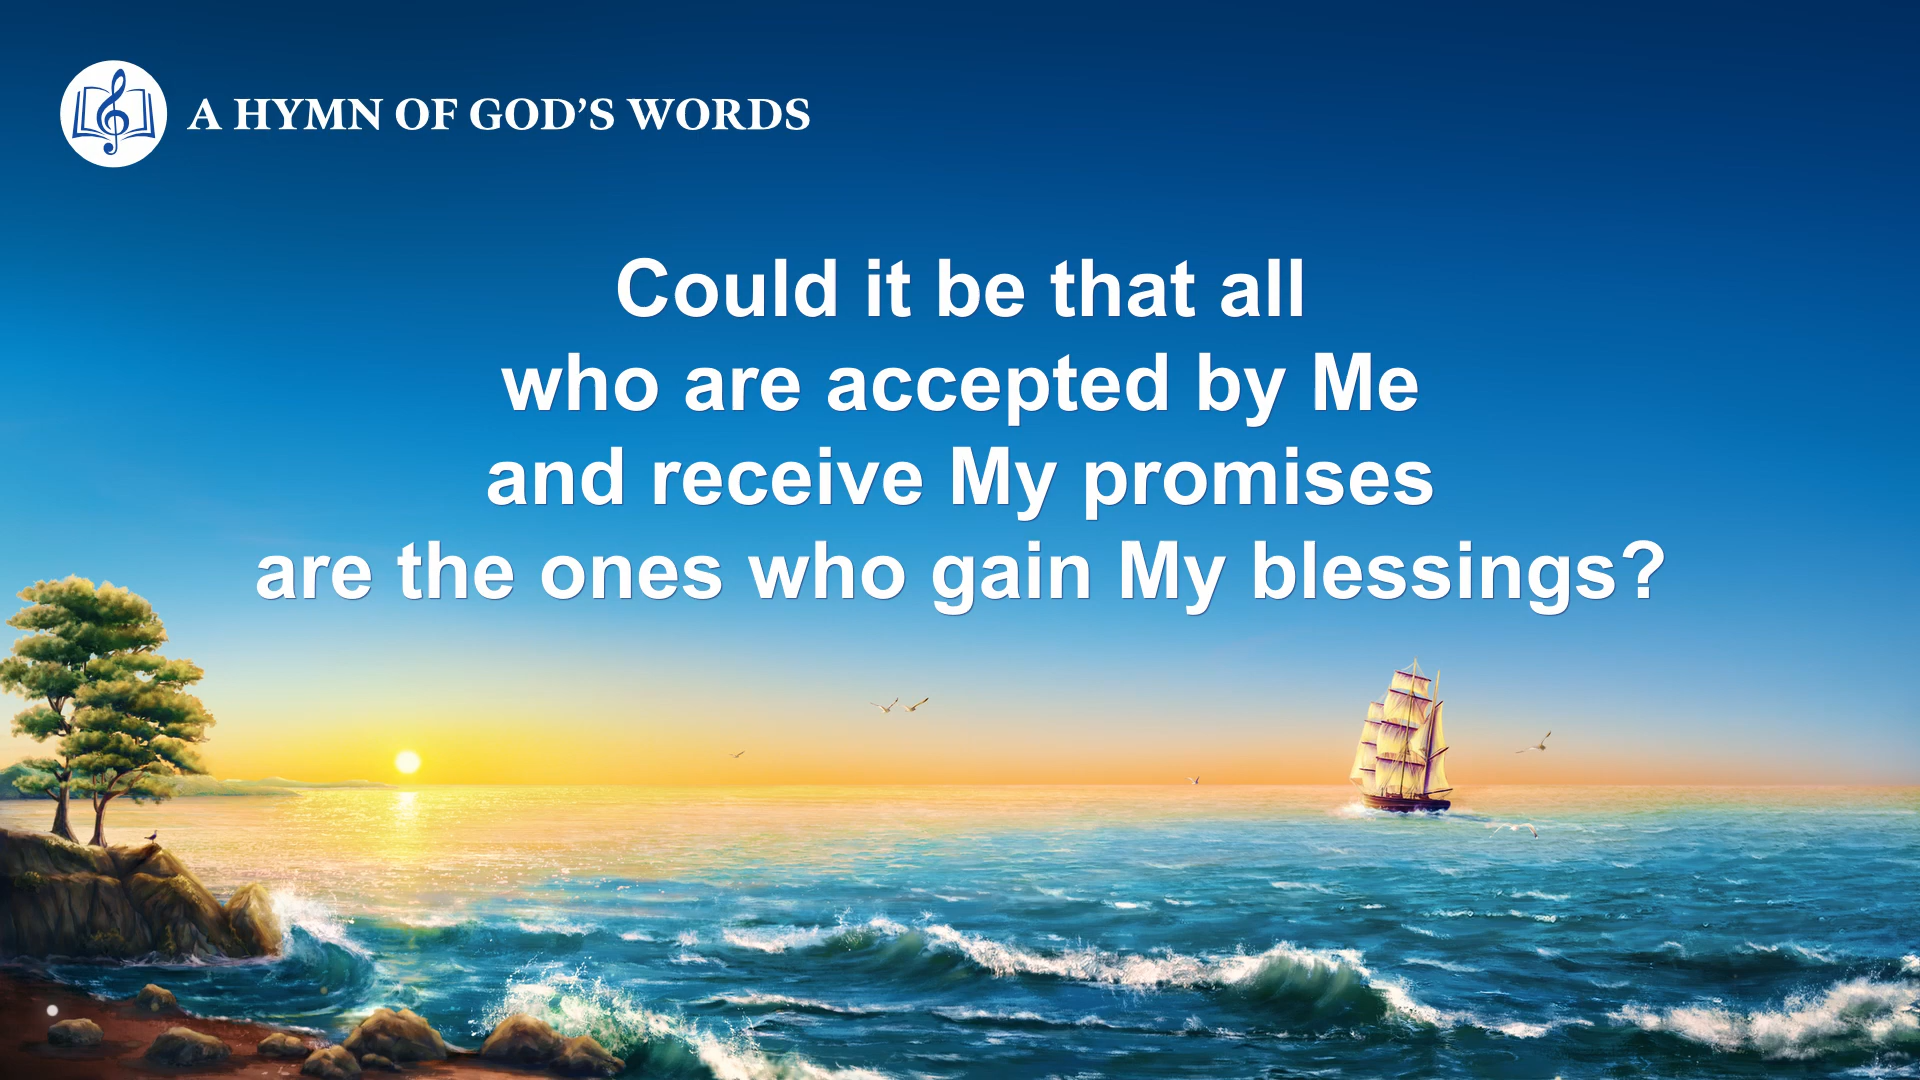 A HYMN OF GOD’S WORDS
Could it be that all
who are accepted by Me
and receive My promises
are the ones who gain My blessings?